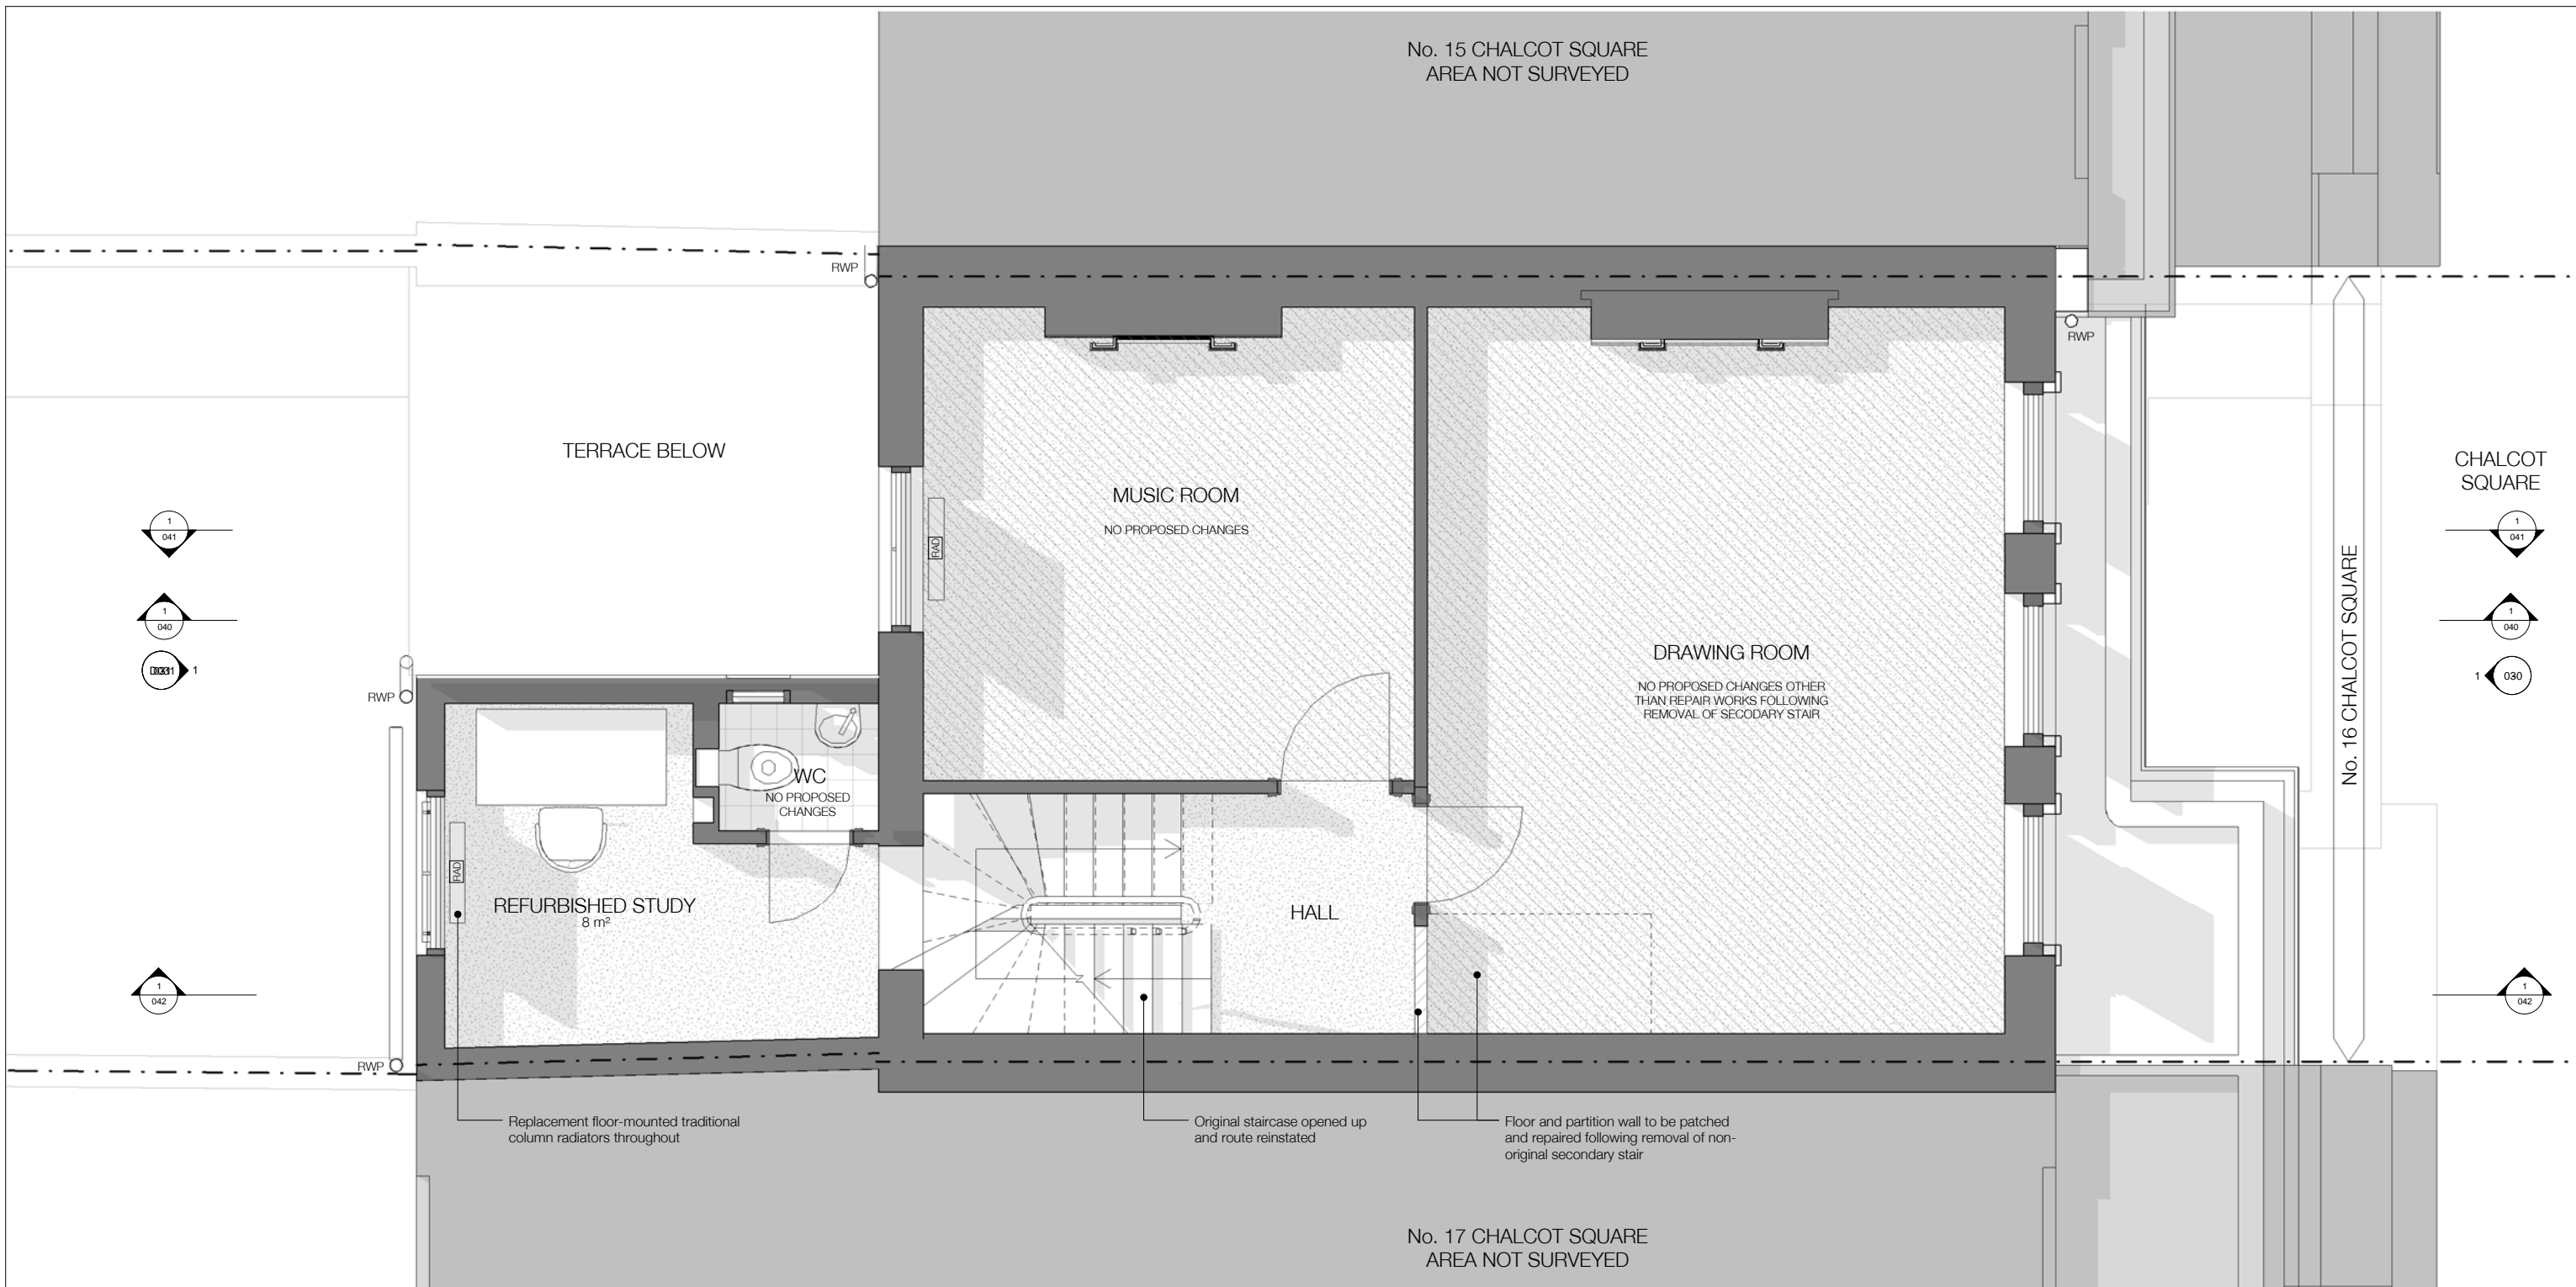 No. 15 CHALCOT SQUARE
AREA NOT SURVEYED
RWP
RWP
TERRACE BELOW
CHALCOT
SQUARE
MUSIC ROOM
NO PROPOSED CHANGES
RAD
1
041
1
041
1
040
1
040
1
1
030
No. 16 CHALCOT SQUARE
DRAWING ROOM
NO PROPOSED CHANGES OTHER
THAN REPAIR WORKS FOLLOWING
REMOVAL OF SECODARY STAIR
RWP
WC
NO PROPOSED
CHANGES
RAD
REFURBISHED STUDY
8 m²
HALL
1
042
1
042
RWP
Replacement floor-mounted traditional
column radiators throughout
Original staircase opened up
and route reinstated
Floor and partition wall to be patched
and repaired following removal of non-
original secondary stair
No. 17 CHALCOT SQUARE
AREA NOT SURVEYED